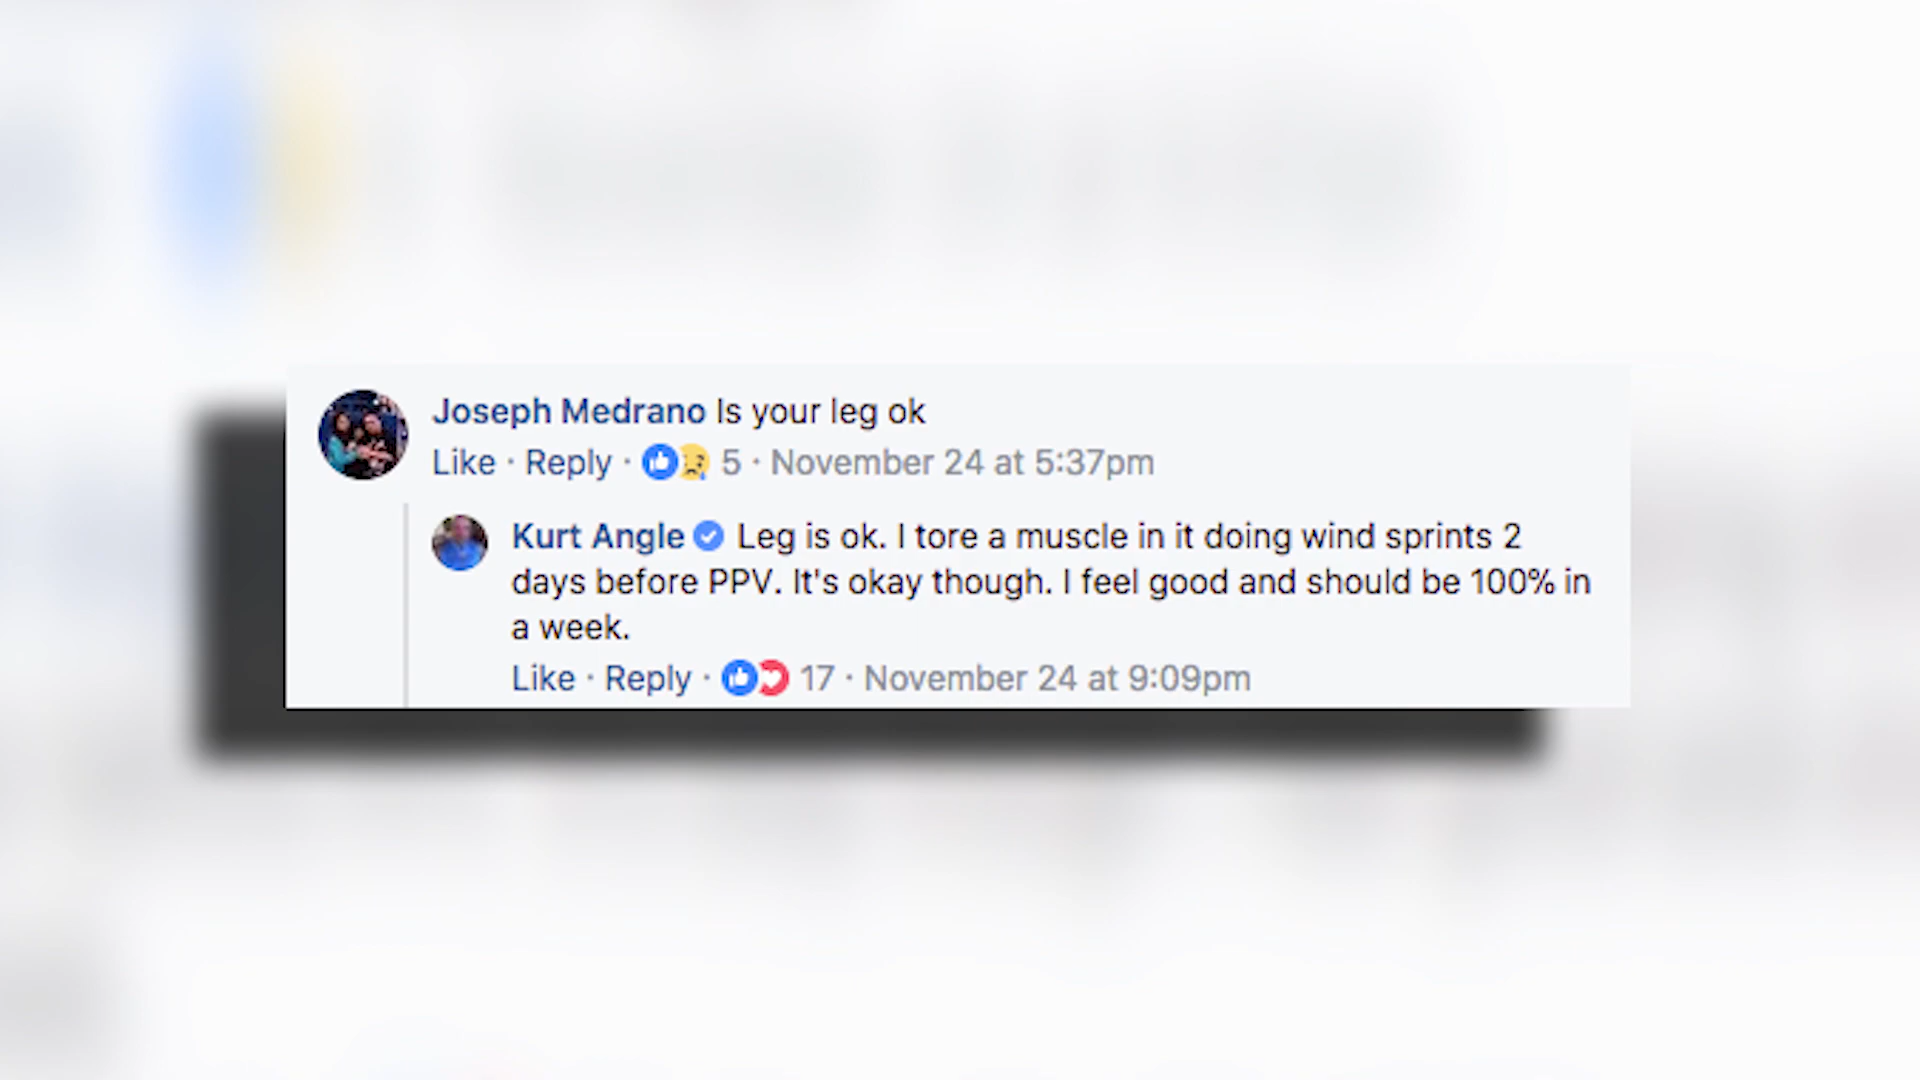 Joseph Medrano Is your leg ok
Like · Reply · 5 · November 24 at 5:37pm
Kurt Angle Leg is ok. I tore a muscle in it doing wind sprints 2
days before PPV. It's okay though. I feel good and should be 100% in
a week.
Like · Reply · 17 · November 24 at 9:09pm